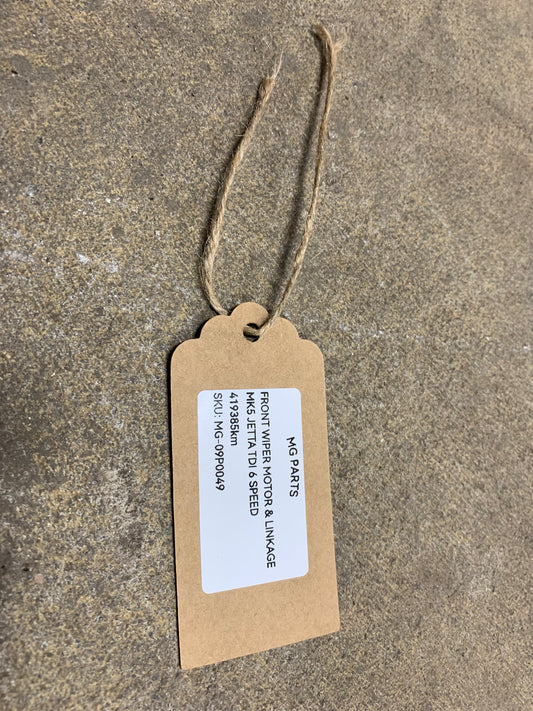 MG PARTS
FRONT WIPER MOTOR & LINKAGE
MK5 JETTA TDI 6 SPEED
419385km
SKU: MG-09P0049